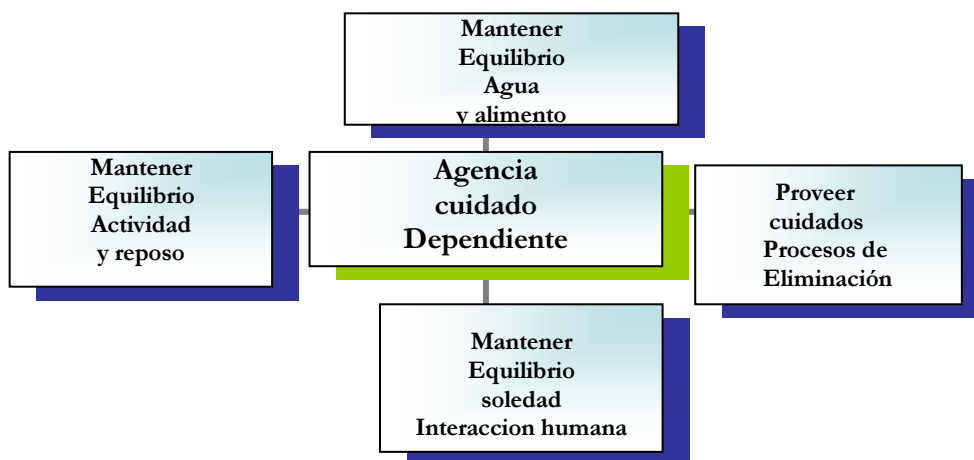 Mantener
Equilibrio
Agua
y alimento
Mantener
Equilibrio
Actividad
y reposo
Agencia
cuidado
Dependiente
Proveer
cuidados
Procesos de
Eliminación
Mantener
Equilibrio
soledad
Interaccion humana